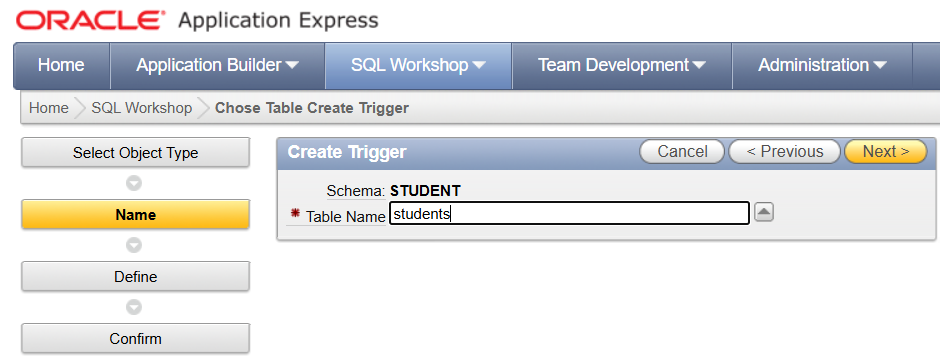 ORACLE® Application Express
Home Application Builder SQL Workshop Team Development Administration
Home SQL Workshop Chose Table Create Trigger
Select Object Type
Name
Define
Confirm
Create Trigger Cancel < Previous Next >
Schema: STUDENT
* Table Name students